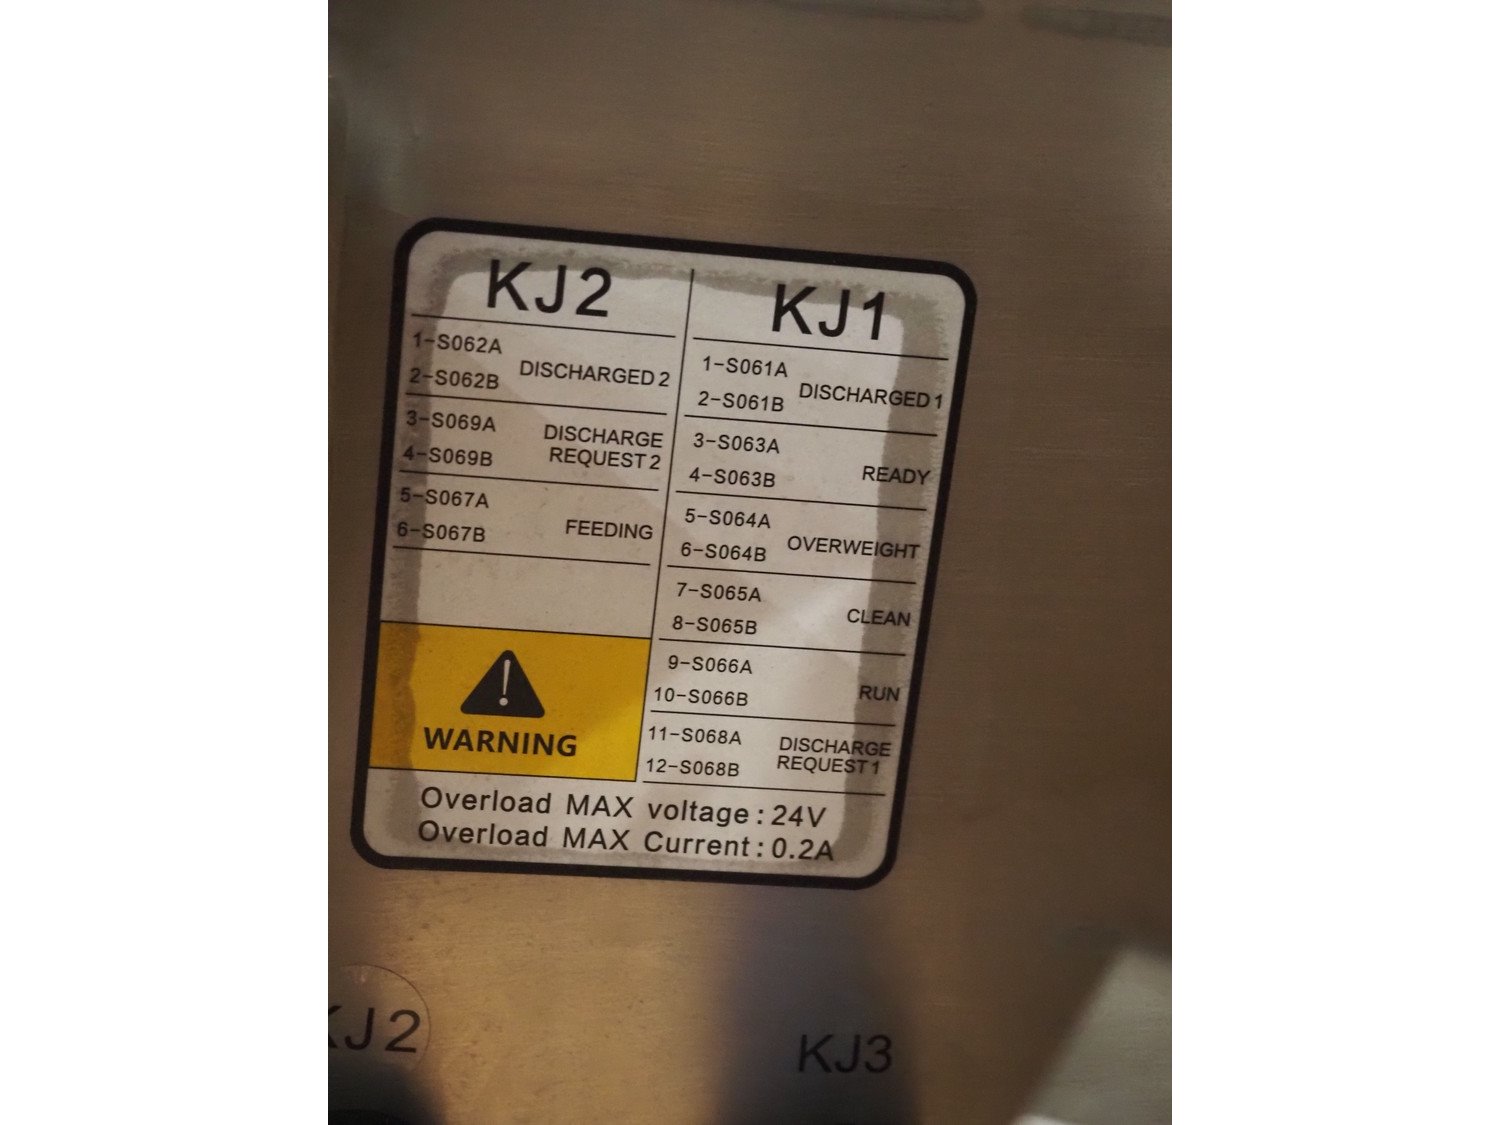 KJ2
1-S062A
2-S062B
DISCHARGED 2
3-S069A
4-S069B
DISCHARGE
REQUEST 2
5-S067A
6-S067B
FEEDING
WARNING
KJ1
1-S061A
2-S061B
DISCHARGED 1
3-S063A
4-S063B
READY
5-S064A
6-S064B
OVERWEIGHT
7-S065A
8-S065B
CLEAN
9-S066A
10-S066B
RUN
11-S068A
12-S068B
DISCHARGE
REQUEST 1
Overload MAX voltage: 24V
Overload MAX Current: 0.2A
KJ2
KJ3